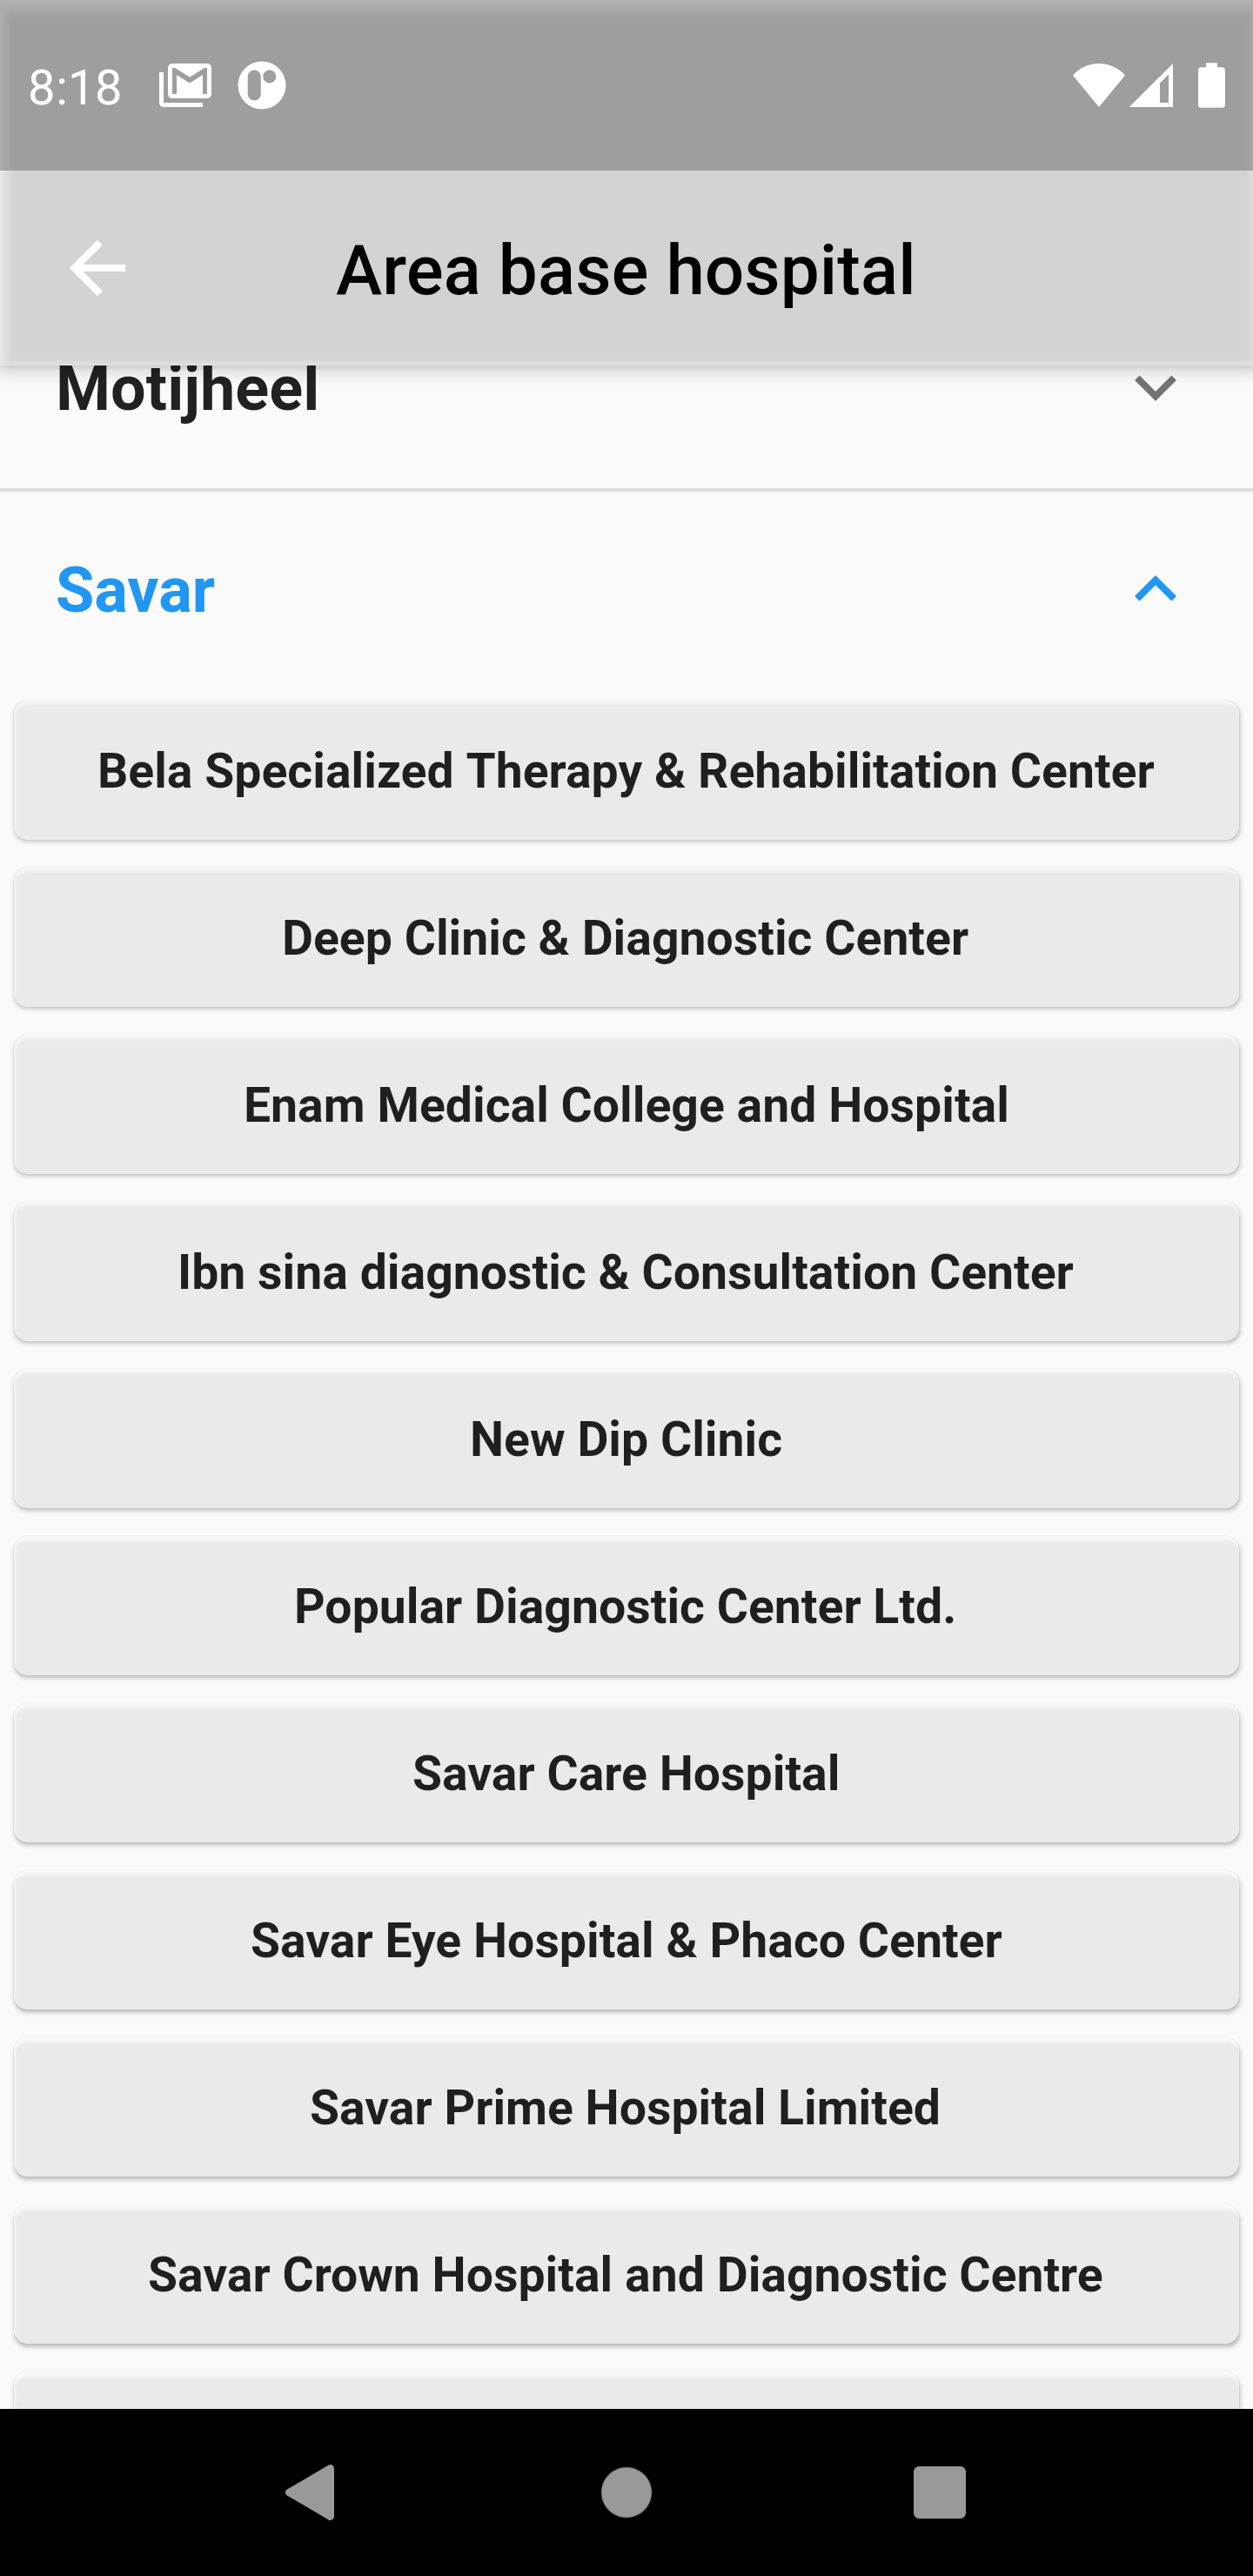 8:18
Area base hospital
Motijheel
Savar
Bela Specialized Therapy & Rehabilitation Center
Deep Clinic & Diagnostic Center
Enam Medical College and Hospital
Ibn sina diagnostic & Consultation Center
New Dip Clinic
Popular Diagnostic Center Ltd.
Savar Care Hospital
Savar Eye Hospital & Phaco Center
Savar Prime Hospital Limited
Savar Crown Hospital and Diagnostic Centre